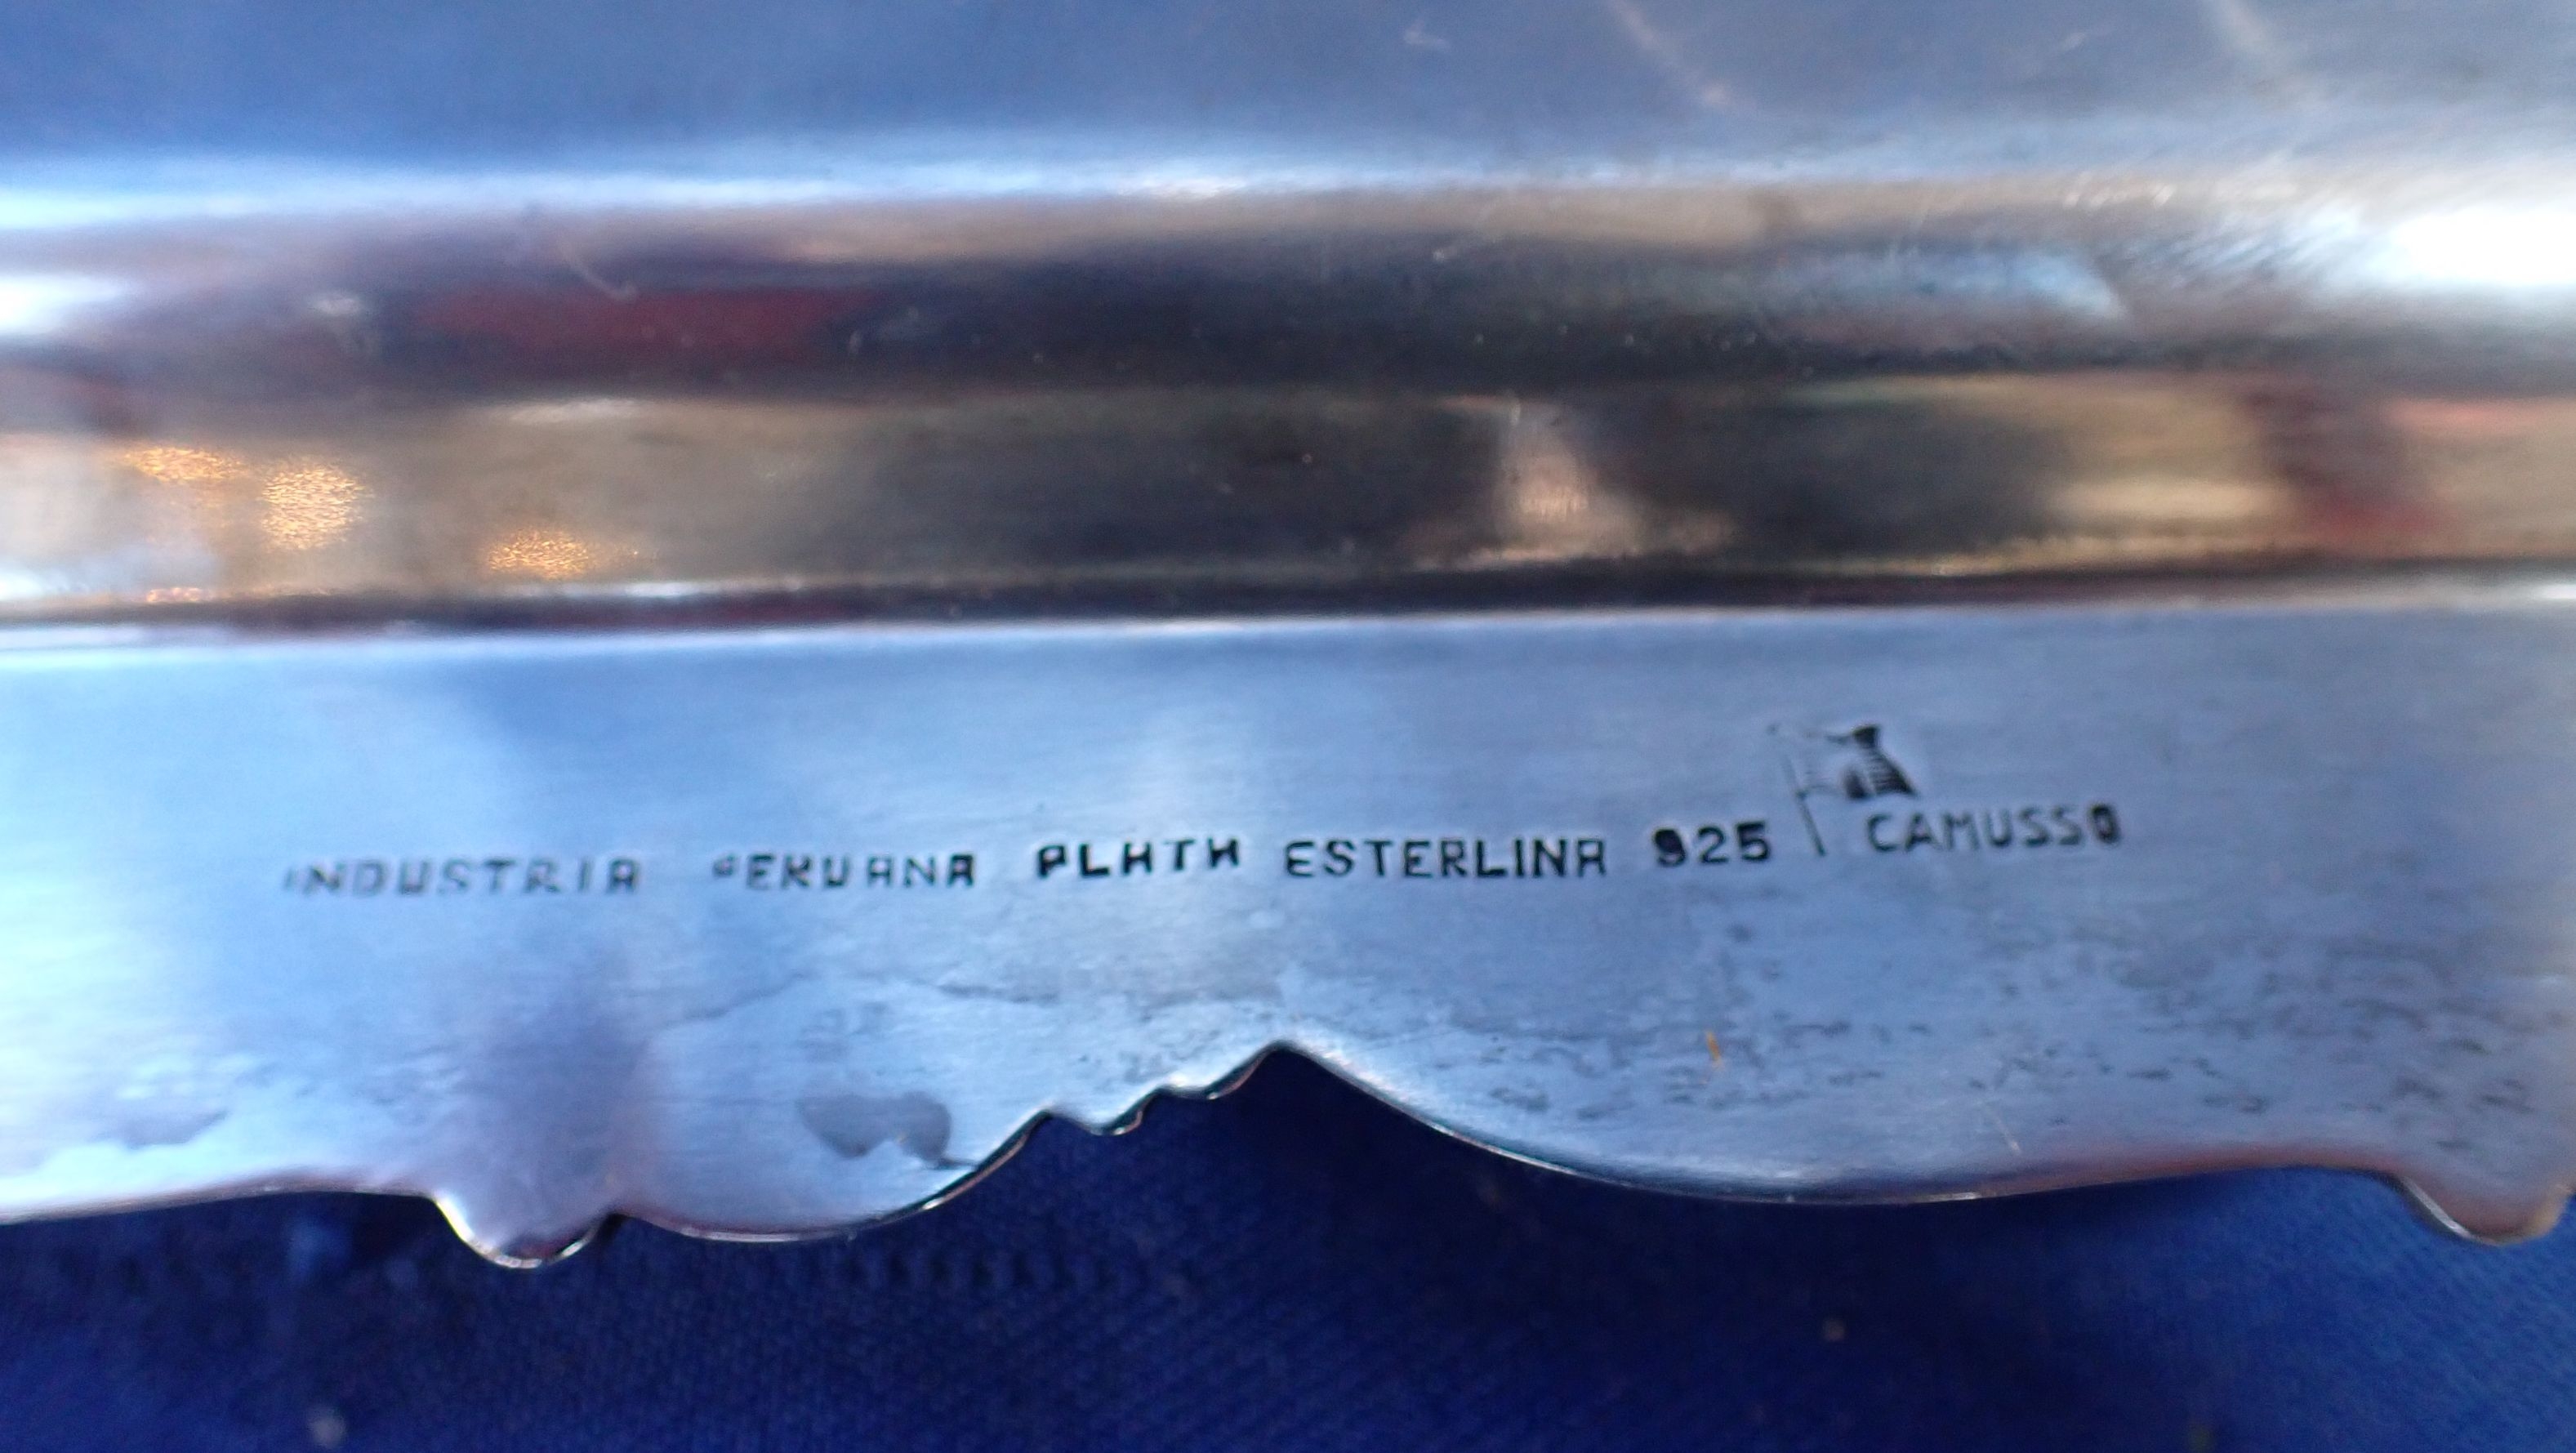 INDUSTRIA PERUANA PLATA ESTERLINA 925 CAMUSSO